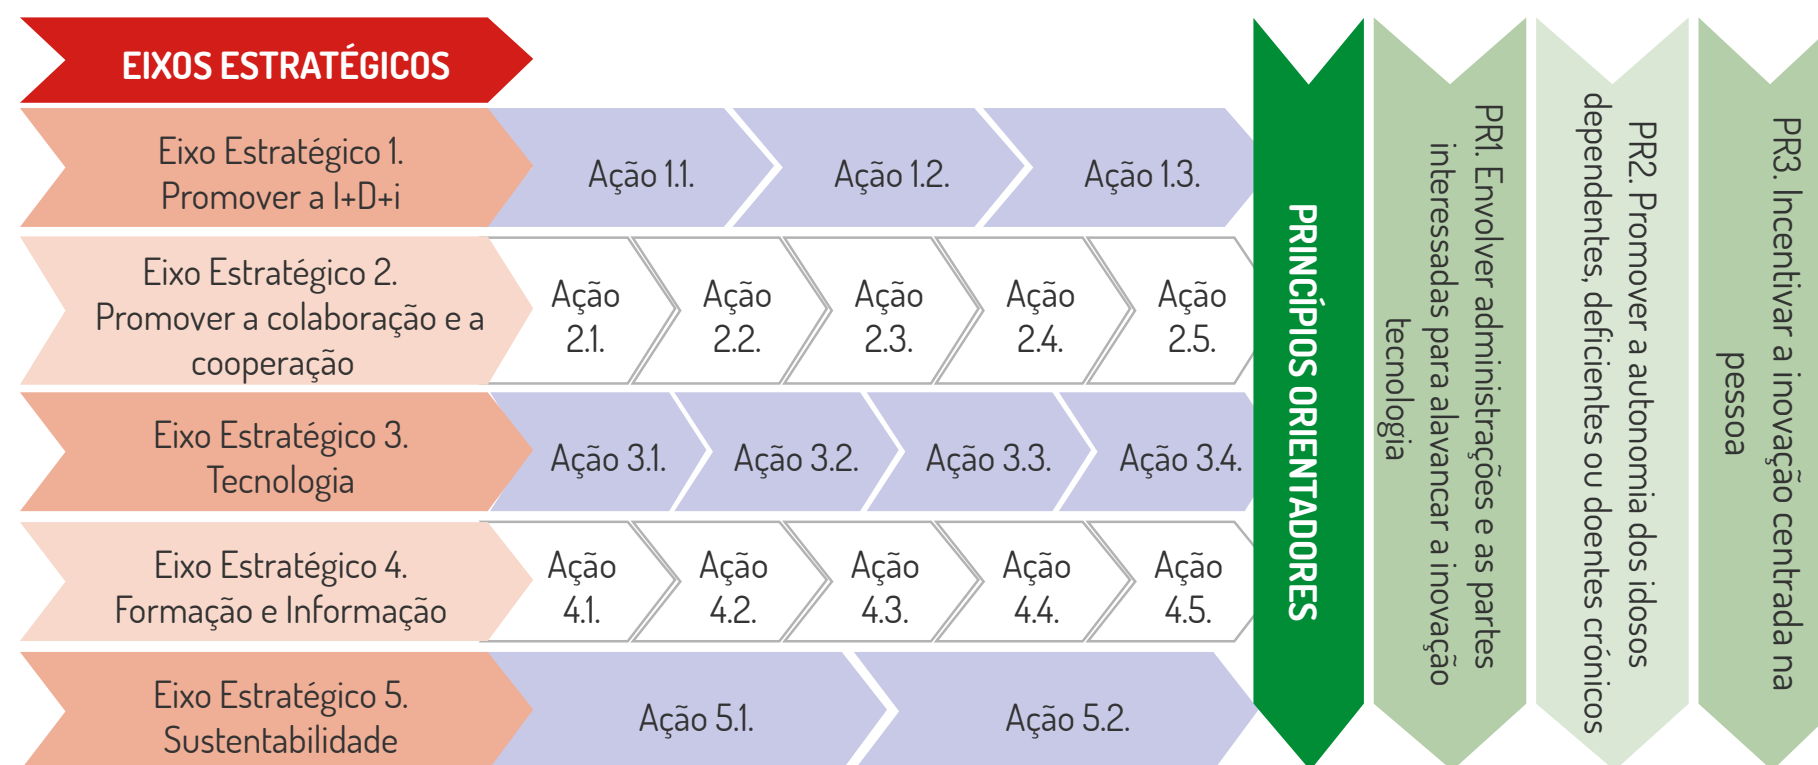 EIXOS ESTRATÉGICOS
Eixo Estratégico 1.
Promover a I+D+i
Ação 1.1.
Ação 1.2.
Ação 1.3.
Eixo Estratégico 2.
Promover a colaboração e a
cooperação
Ação
2.1.
Ação
2.2.
Ação
2.3.
Ação
2.4.
Ação
2.5.
Eixo Estratégico 3.
Tecnologia
Ação 3.1.
Ação 3.2.
Ação 3.3.
Ação 3.4.
Eixo Estratégico 4.
Formação e Informação
Ação
4.1.
Ação
4.2.
Ação
4.3.
Ação
4.4.
Ação
4.5.
Eixo Estratégico 5.
Sustentabilidade
Ação 5.1.
Ação 5.2.
PRINCÍPIOS ORIENTADORES
PR1. Envolver administrações e as partes
interessadas para alavancar a inovação
tecnologia
PR2. Promover a autonomia dos idosos
dependentes, deficientes ou doentes crónicos
PR3. Incentivar a inovação centrada na
pessoa